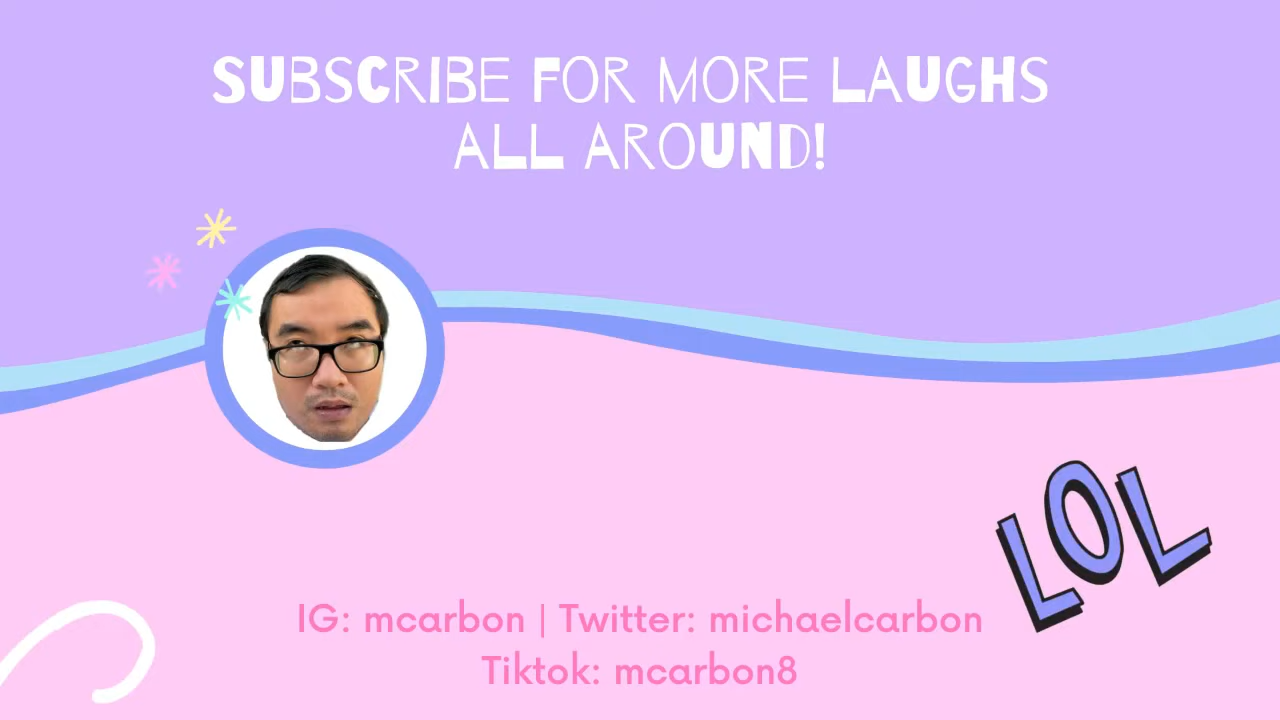 SUBSCRIBE FOR MORE LAUGHS
ALL AROUND!
LOL
IG: mcarbon | Twitter: michaelcarbon
Tiktok: mcarbon8